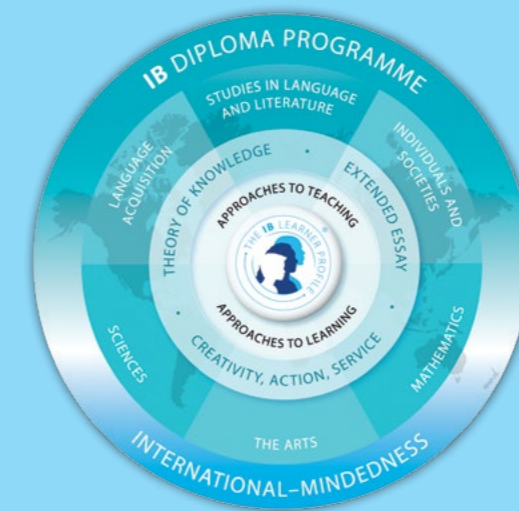 IB DIPLOMA PROGRAMME
STUDIES IN LANGUAGE
AND LITERATURE
LANGUAGE
ACQUISITION
INDIVIDUALS AND
SOCIETIES
THEORY OF KNOWLEDGE
·
EXTENDED ESSAY
·
APPROACHES TO TEACHING
THE IB LEARNER PROFILE
®
APPROACHES TO LEARNING
·
CREATIVITY, ACTION, SERVICE
SCIENCES
MATHEMATICS
THE ARTS
INTERNATIONAL–MINDEDNESS